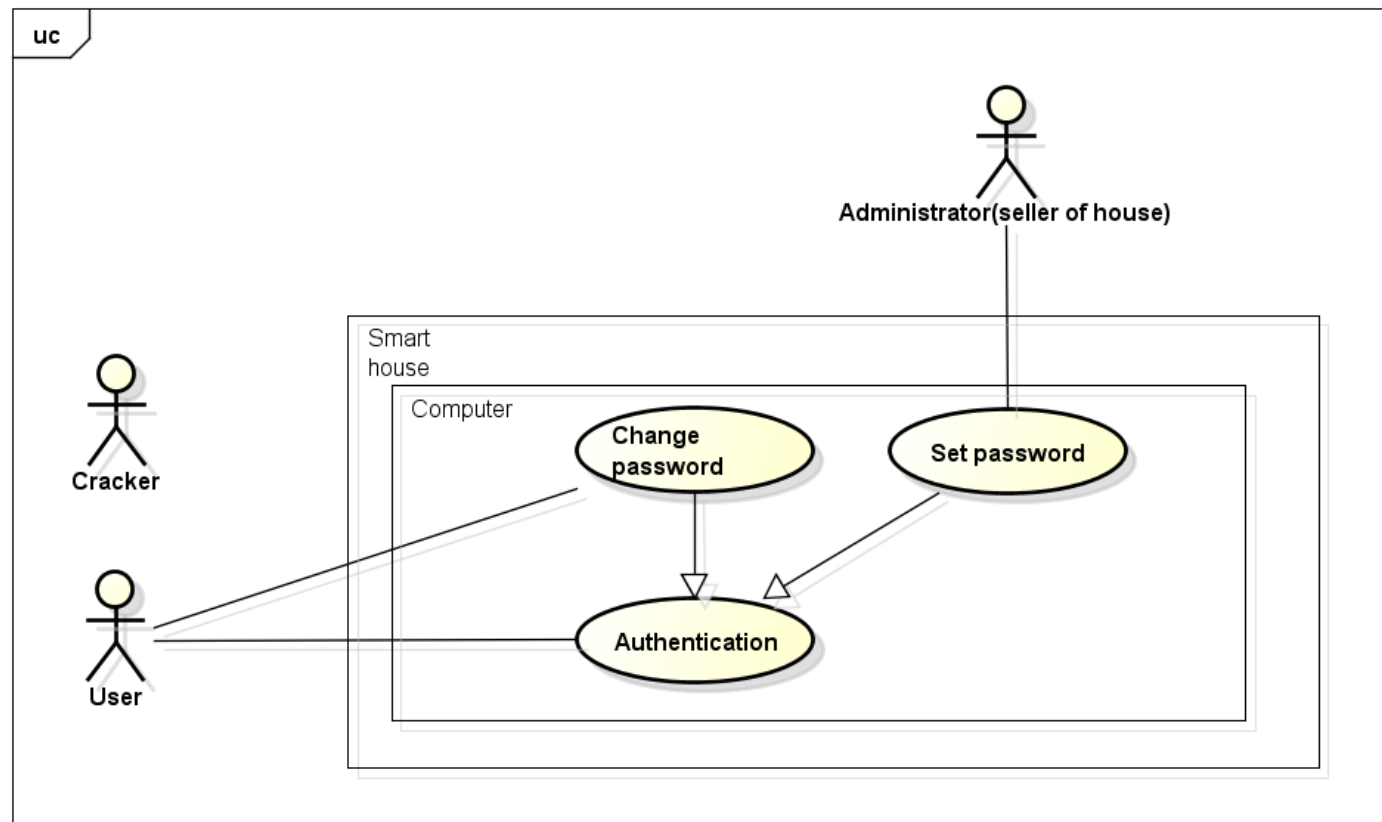 uc
Administrator(seller of house)
Smart
house
Computer
Change
password
Set password
Cracker
Authentication
User